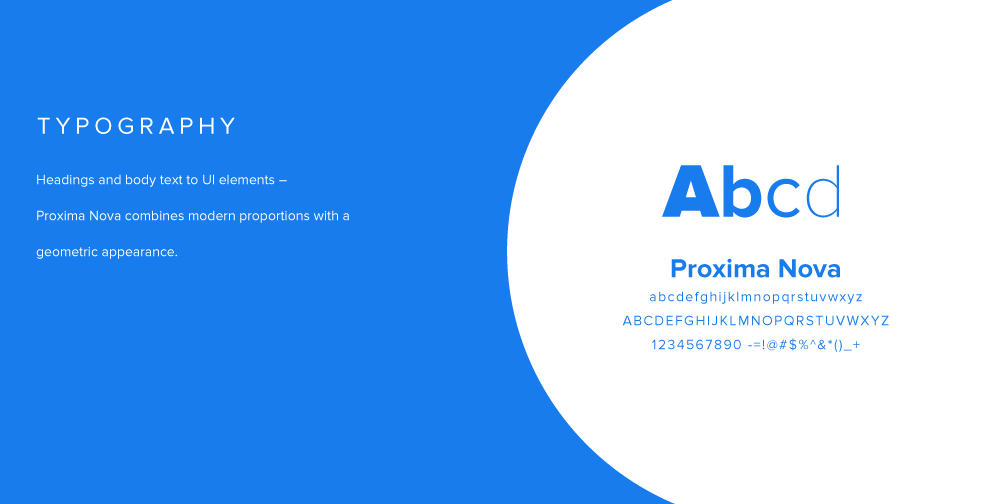 TYPOGRAPHY
Headings and body text to UI elements –
Proxima Nova combines modern proportions with a
geometric appearance.
Abcd
Proxima Nova
abcdefghijklmnopqrstuvwxyz
ABCDEFGHIJKLMNOPQRSTUVWXYZ
1234567890 -=!@#$%^&*()_+